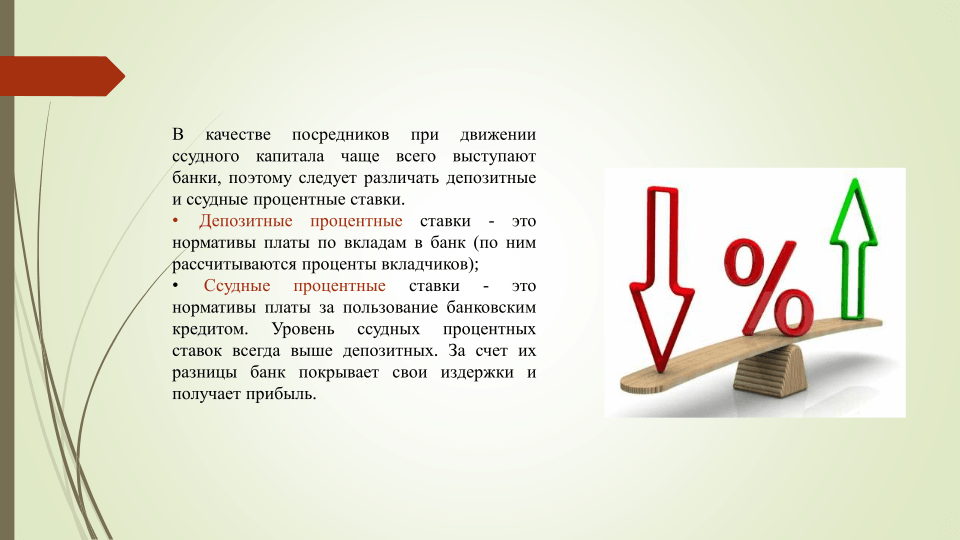 В качестве посредников при движении
ссудного капитала чаще всего выступают
банки, поэтому следует различать депозитные
и ссудные процентные ставки.
• Депозитные процентные ставки - это
нормативы платы по вкладам в банк (по ним
рассчитываются проценты вкладчиков);
• Ссудные процентные ставки - это
нормативы платы за пользование банковским
кредитом. Уровень ссудных процентных
ставок всегда выше депозитных. За счет их
разницы банк покрывает свои издержки и
получает прибыль.
%